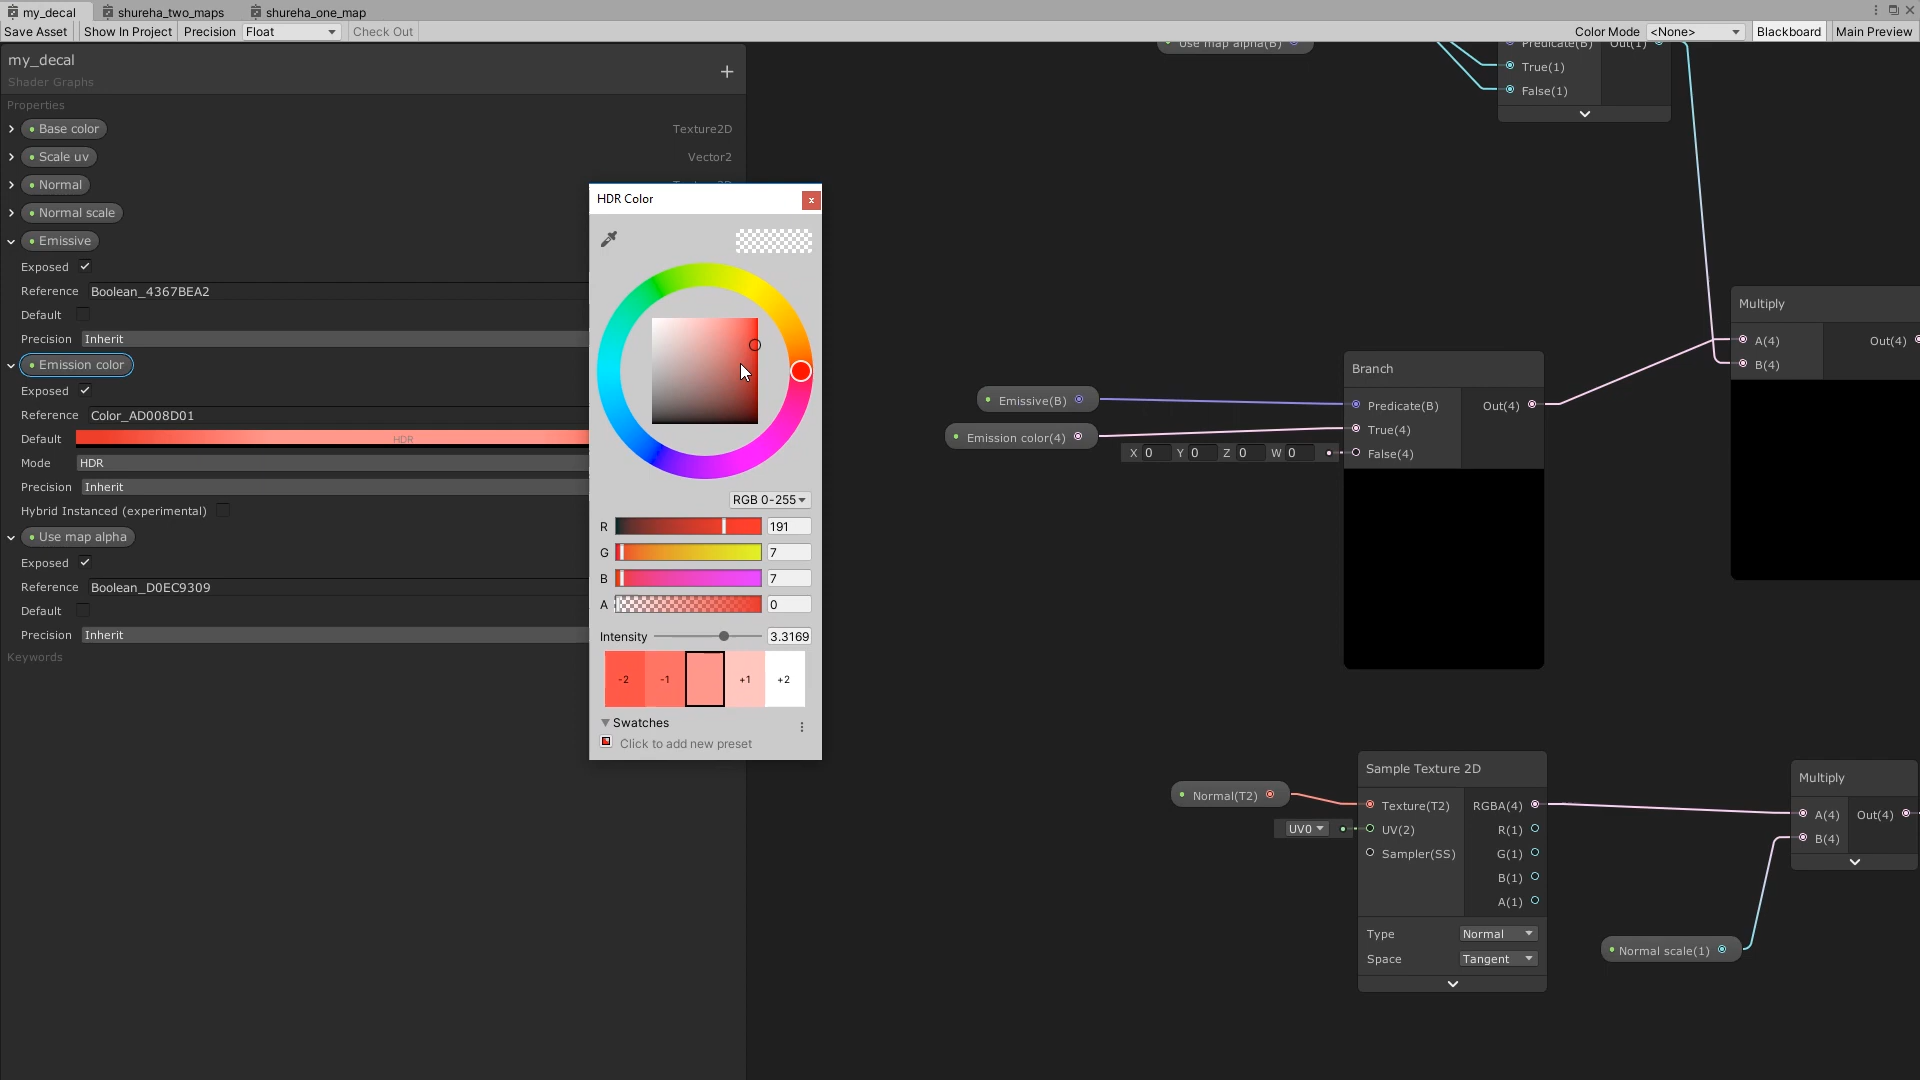 my_decal shureha_two_maps shureha_one_map
Save Asset Show In Project Precision Float Check Out Color Mode <None> Blackboard Main Preview
my_decal
Shader Graphs
Properties
Base color Texture2D
Scale uv Vector2
Normal
Normal scale
Emissive
Exposed
Reference Boolean_4367BEA2
Default
Precision Inherit
Emission color
Exposed
Reference Color_AD008D01
Default HDR
Mode HDR
Precision Inherit
Hybrid Instanced (experimental)
Use map alpha
Exposed
Reference Boolean_D0EC9309
Default
Precision Inherit
Keywords
HDR Color
x
RGB 0-255
R 191
G 7
B 7
A 0
Intensity 3.3169
-2 -1 +1 +2
Swatches
Click to add new preset
Use map alpha(B)
Predicate(B) Out(1)
True(1)
False(1)
Emissive(B)
Emission color(4)
X 0 Y 0 Z 0 W 0
Branch
Predicate(B) Out(4)
True(4)
False(4)
Multiply
A(4) Out(4)
B(4)
Normal(T2)
UV0
Sample Texture 2D
Texture(T2) RGBA(4)
UV(2) R(1)
Sampler(SS) G(1)
B(1)
A(1)
Type Normal
Space Tangent
Multiply
A(4) Out(4)
B(4)
Normal scale(1)